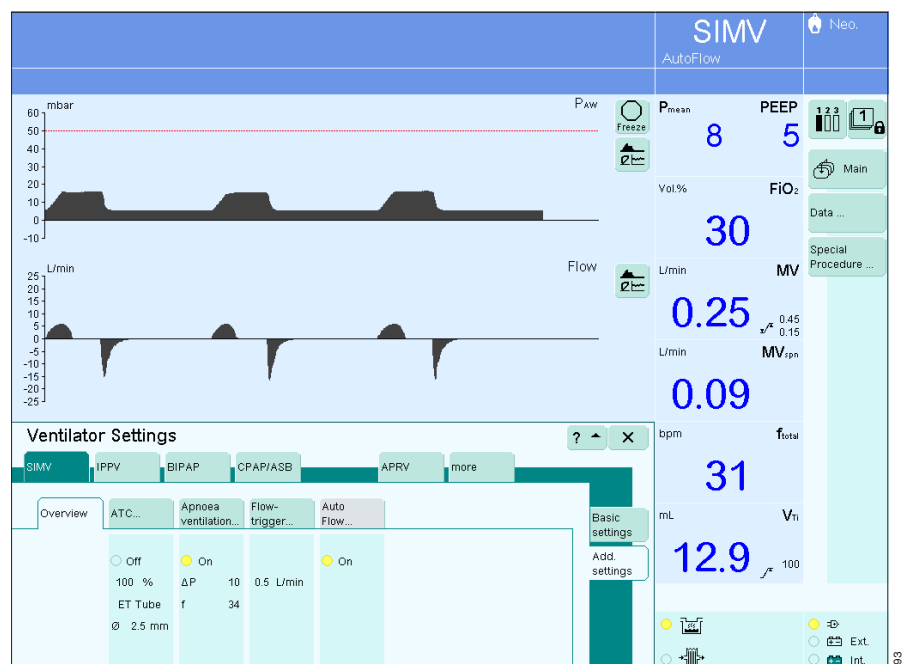 SIMV
AutoFlow
Neo.
mbar
PAW
60
50
40
30
20
10
0
-10
Freeze
Pmean PEEP
8 5
1 2 3
1
Main
Data ...
Special
Procedure ...
Vol.% FiO₂
30
L/min
Flow
25
20
15
10
5
0
-5
-10
-15
-20
-25
L/min MV
0.25
0.45
0.15
L/min MVspn
0.09
bpm ftotal
31
mL VTi
12.9
100
Ext.
Int.
Ventilator Settings
?
X
SIMV IPPV BIPAP CPAP/ASB APRV more
Overview
ATC...
Apnoea
ventilation...
Flow-
trigger...
Auto
Flow...
Basic
settings
Add.
settings
Off On On
100 % ΔP 10 0.5 L/min
ET Tube f 34
Ø 2.5 mm
93